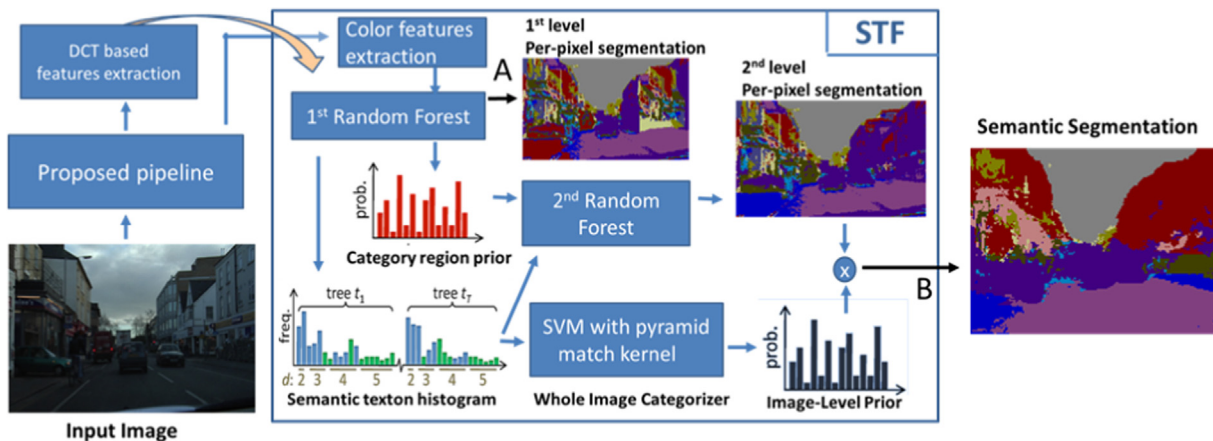 DCT based
features extraction
Proposed pipeline
Input Image
STF
Color features
extraction
1st Random Forest
A
1st level
Per-pixel segmentation
2nd level
Per-pixel segmentation
prob.
Category region prior
2nd Random
Forest
tree t1
tree tT
freq.
d: 2 3 4 5 2 3 4 5
Semantic texton histogram
SVM with pyramid
match kernel
Whole Image Categorizer
x
B
prob.
Image-Level Prior
Semantic Segmentation